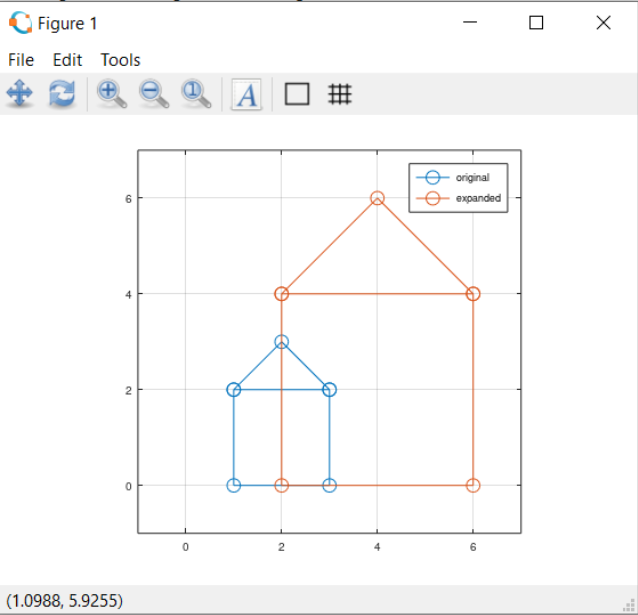 Figure 1
File Edit Tools
A
original
expanded
6
4
2
0
0 2 4 6
(1.0988, 5.9255)